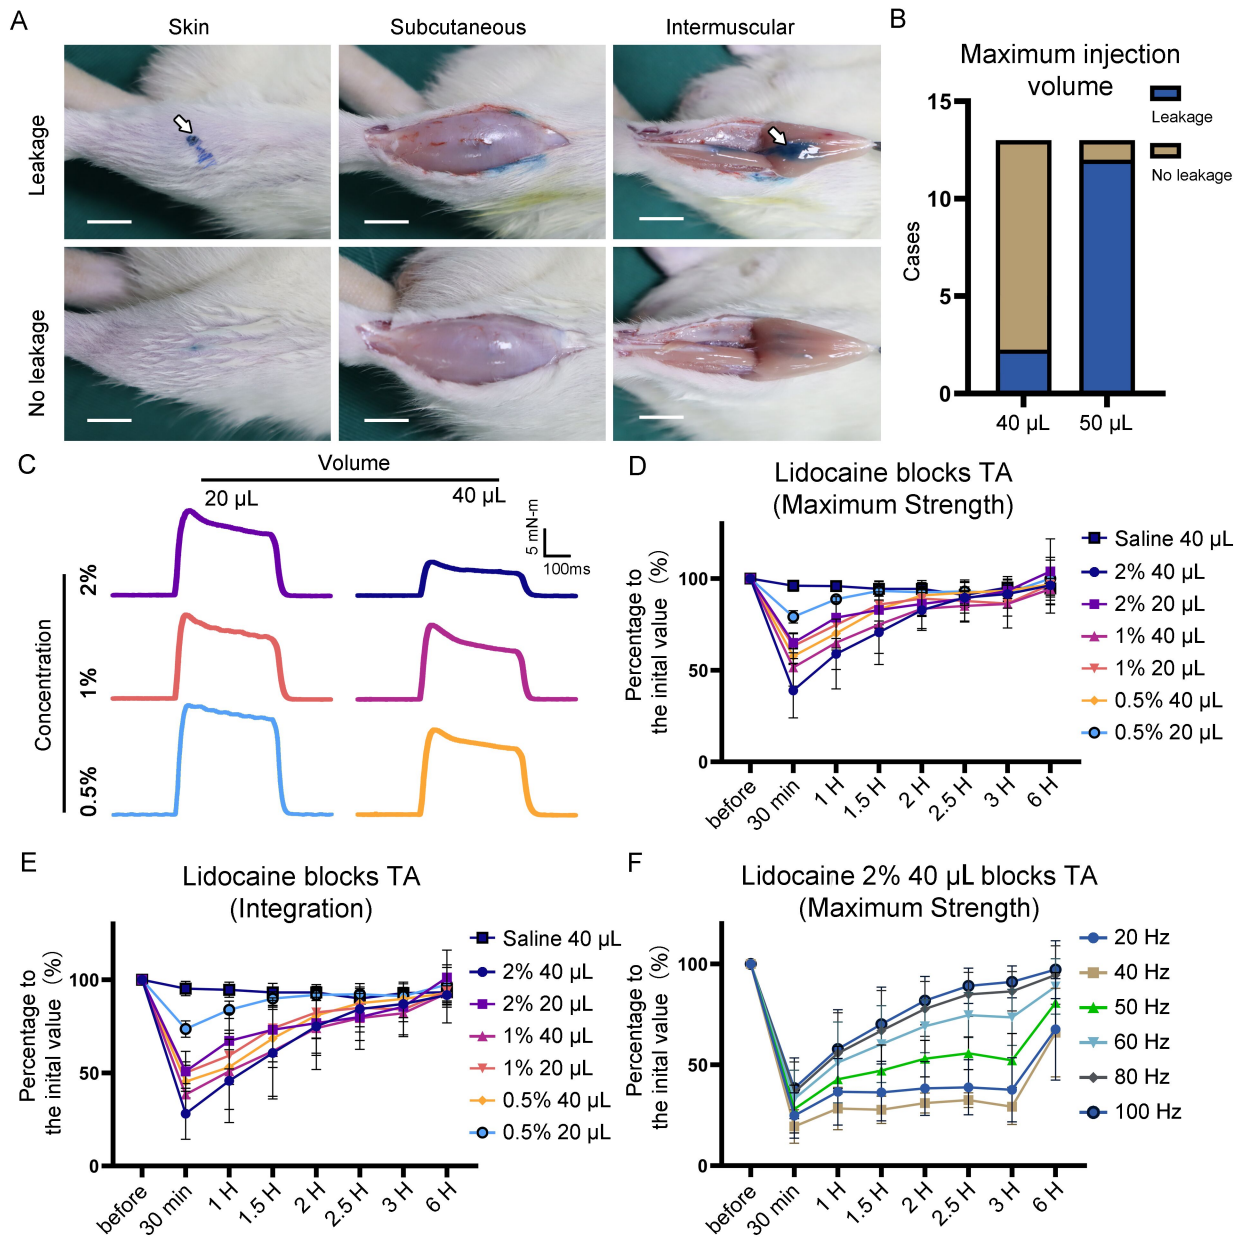 A
Skin
Subcutaneous
Intermuscular
Leakage
No leakage
B
Maximum injection
volume
Leakage
No leakage
15
10
5
0
Cases
40 µL
50 µL
C
Volume
20 µL
40 µL
5 mN-m
100ms
Concentration
2%
1%
0.5%
D
Lidocaine blocks TA
(Maximum Strength)
Percentage to
the inital value (%)
100
50
0
before
30 min
1 H
1.5 H
2 H
2.5 H
3 H
6 H
Saline 40 µL
2% 40 µL
2% 20 µL
1% 40 µL
1% 20 µL
0.5% 40 µL
0.5% 20 µL
E
Lidocaine blocks TA
(Integration)
Percentage to
the inital value (%)
100
50
0
before
30 min
1 H
1.5 H
2 H
2.5 H
3 H
6 H
Saline 40 µL
2% 40 µL
2% 20 µL
1% 40 µL
1% 20 µL
0.5% 40 µL
0.5% 20 µL
F
Lidocaine 2% 40 µL blocks TA
(Maximum Strength)
Percentage to
the inital value (%)
100
50
0
before
30 min
1 H
1.5 H
2 H
2.5 H
3 H
6 H
20 Hz
40 Hz
50 Hz
60 Hz
80 Hz
100 Hz